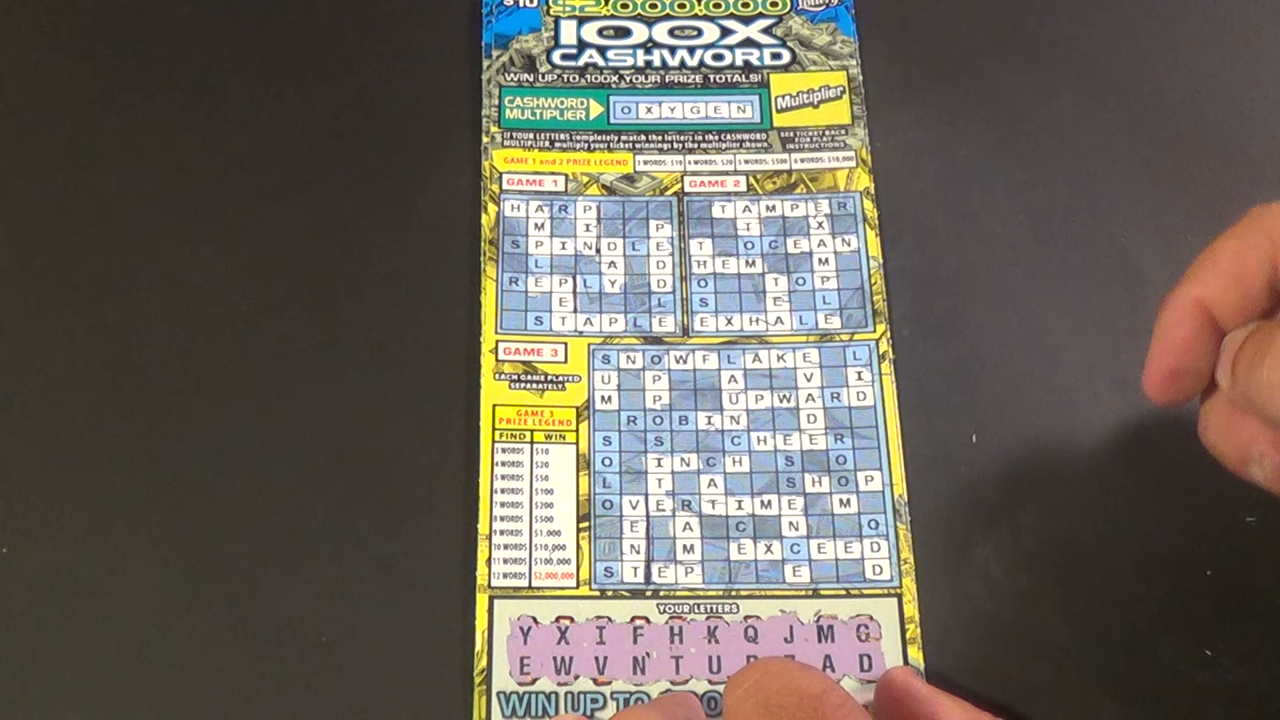 $10 $2,000,000 Lottery
100X
CASHWORD
WIN UP TO 100X YOUR PRIZE TOTALS!
CASHWORD
MULTIPLIER
OXYGEN
Multiplier
IF YOUR LETTERS completely match the letters in the CASHWORD
MULTIPLIER, multiply your ticket winnings by the multiplier shown.
SEE TICKET BACK
FOR PLAY
INSTRUCTIONS
GAME 1 and 2 PRIZE LEGEND 3 WORDS: $10 4 WORDS: $20 5 WORDS: $500 6 WORDS: $10,000
GAME 1
HARP
M I P
SPINDLE
L A D
REPLY D
E L
STAPLE
GAME 2
TAMPER
T X
T OCEAN
HEM M
O TOP
S E L
EXHALE
GAME 3
EACH GAME PLAYED
SEPARATELY.
GAME 3
PRIZE LEGEND
FIND WIN
3 WORDS $10
4 WORDS $20
5 WORDS $50
6 WORDS $100
7 WORDS $200
8 WORDS $500
9 WORDS $1,000
10 WORDS $10,000
11 WORDS $100,000
12 WORDS $2,000,000
SNOWFLAKE L
U P A V I
M P UPWARD
ROBIN D
S S CHEER
O INCH S O
L T A SHOP
OVERTIME M
E A C N O
N M EXCEED
STEP E D
YOUR LETTERS
Y X I F H K Q J M G
E W V N T U A D
WIN UP TO